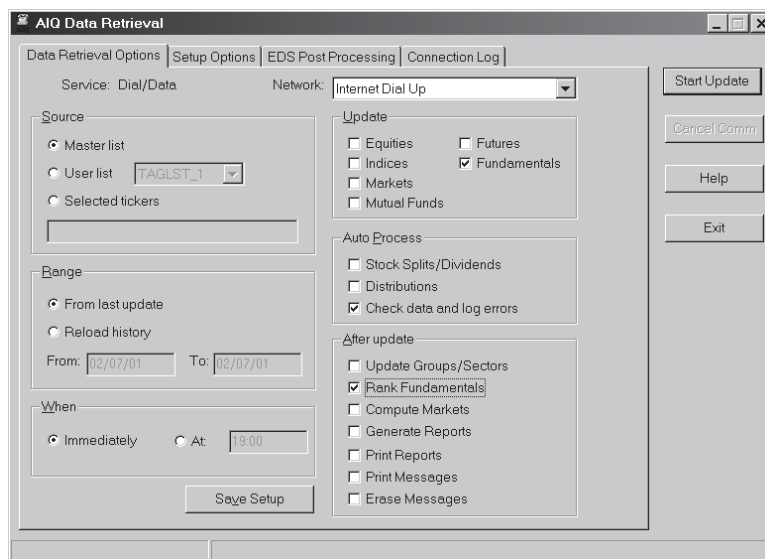 AIQ Data Retrieval
Data Retrieval Options
Setup Options
EDS Post Processing
Connection Log
Service: Dial/Data
Network: Internet Dial Up
Source
Master list
User list TAGLST_1
Selected tickers
Range
From last update
Reload history
From: 02/07/01 To: 02/07/01
When
Immediately At: 19:00
Save Setup
Update
Equities Futures
Indices Fundamentals
Markets
Mutual Funds
Auto Process
Stock Splits/Dividends
Distributions
Check data and log errors
After update
Update Groups/Sectors
Rank Fundamentals
Compute Markets
Generate Reports
Print Reports
Print Messages
Erase Messages
Start Update
Cancel Comm
Help
Exit